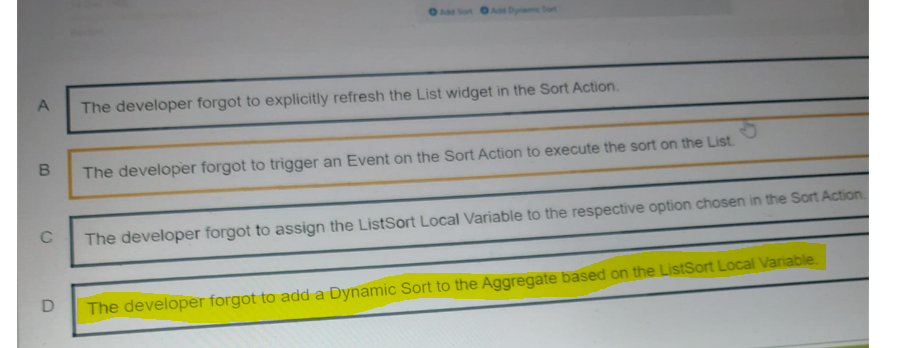 Add Sort Add Dynamic Sort
A The developer forgot to explicitly refresh the List widget in the Sort Action.
B The developer forgot to trigger an Event on the Sort Action to execute the sort on the List.
C The developer forgot to assign the ListSort Local Variable to the respective option chosen in the Sort Action.
D The developer forgot to add a Dynamic Sort to the Aggregate based on the ListSort Local Variable.